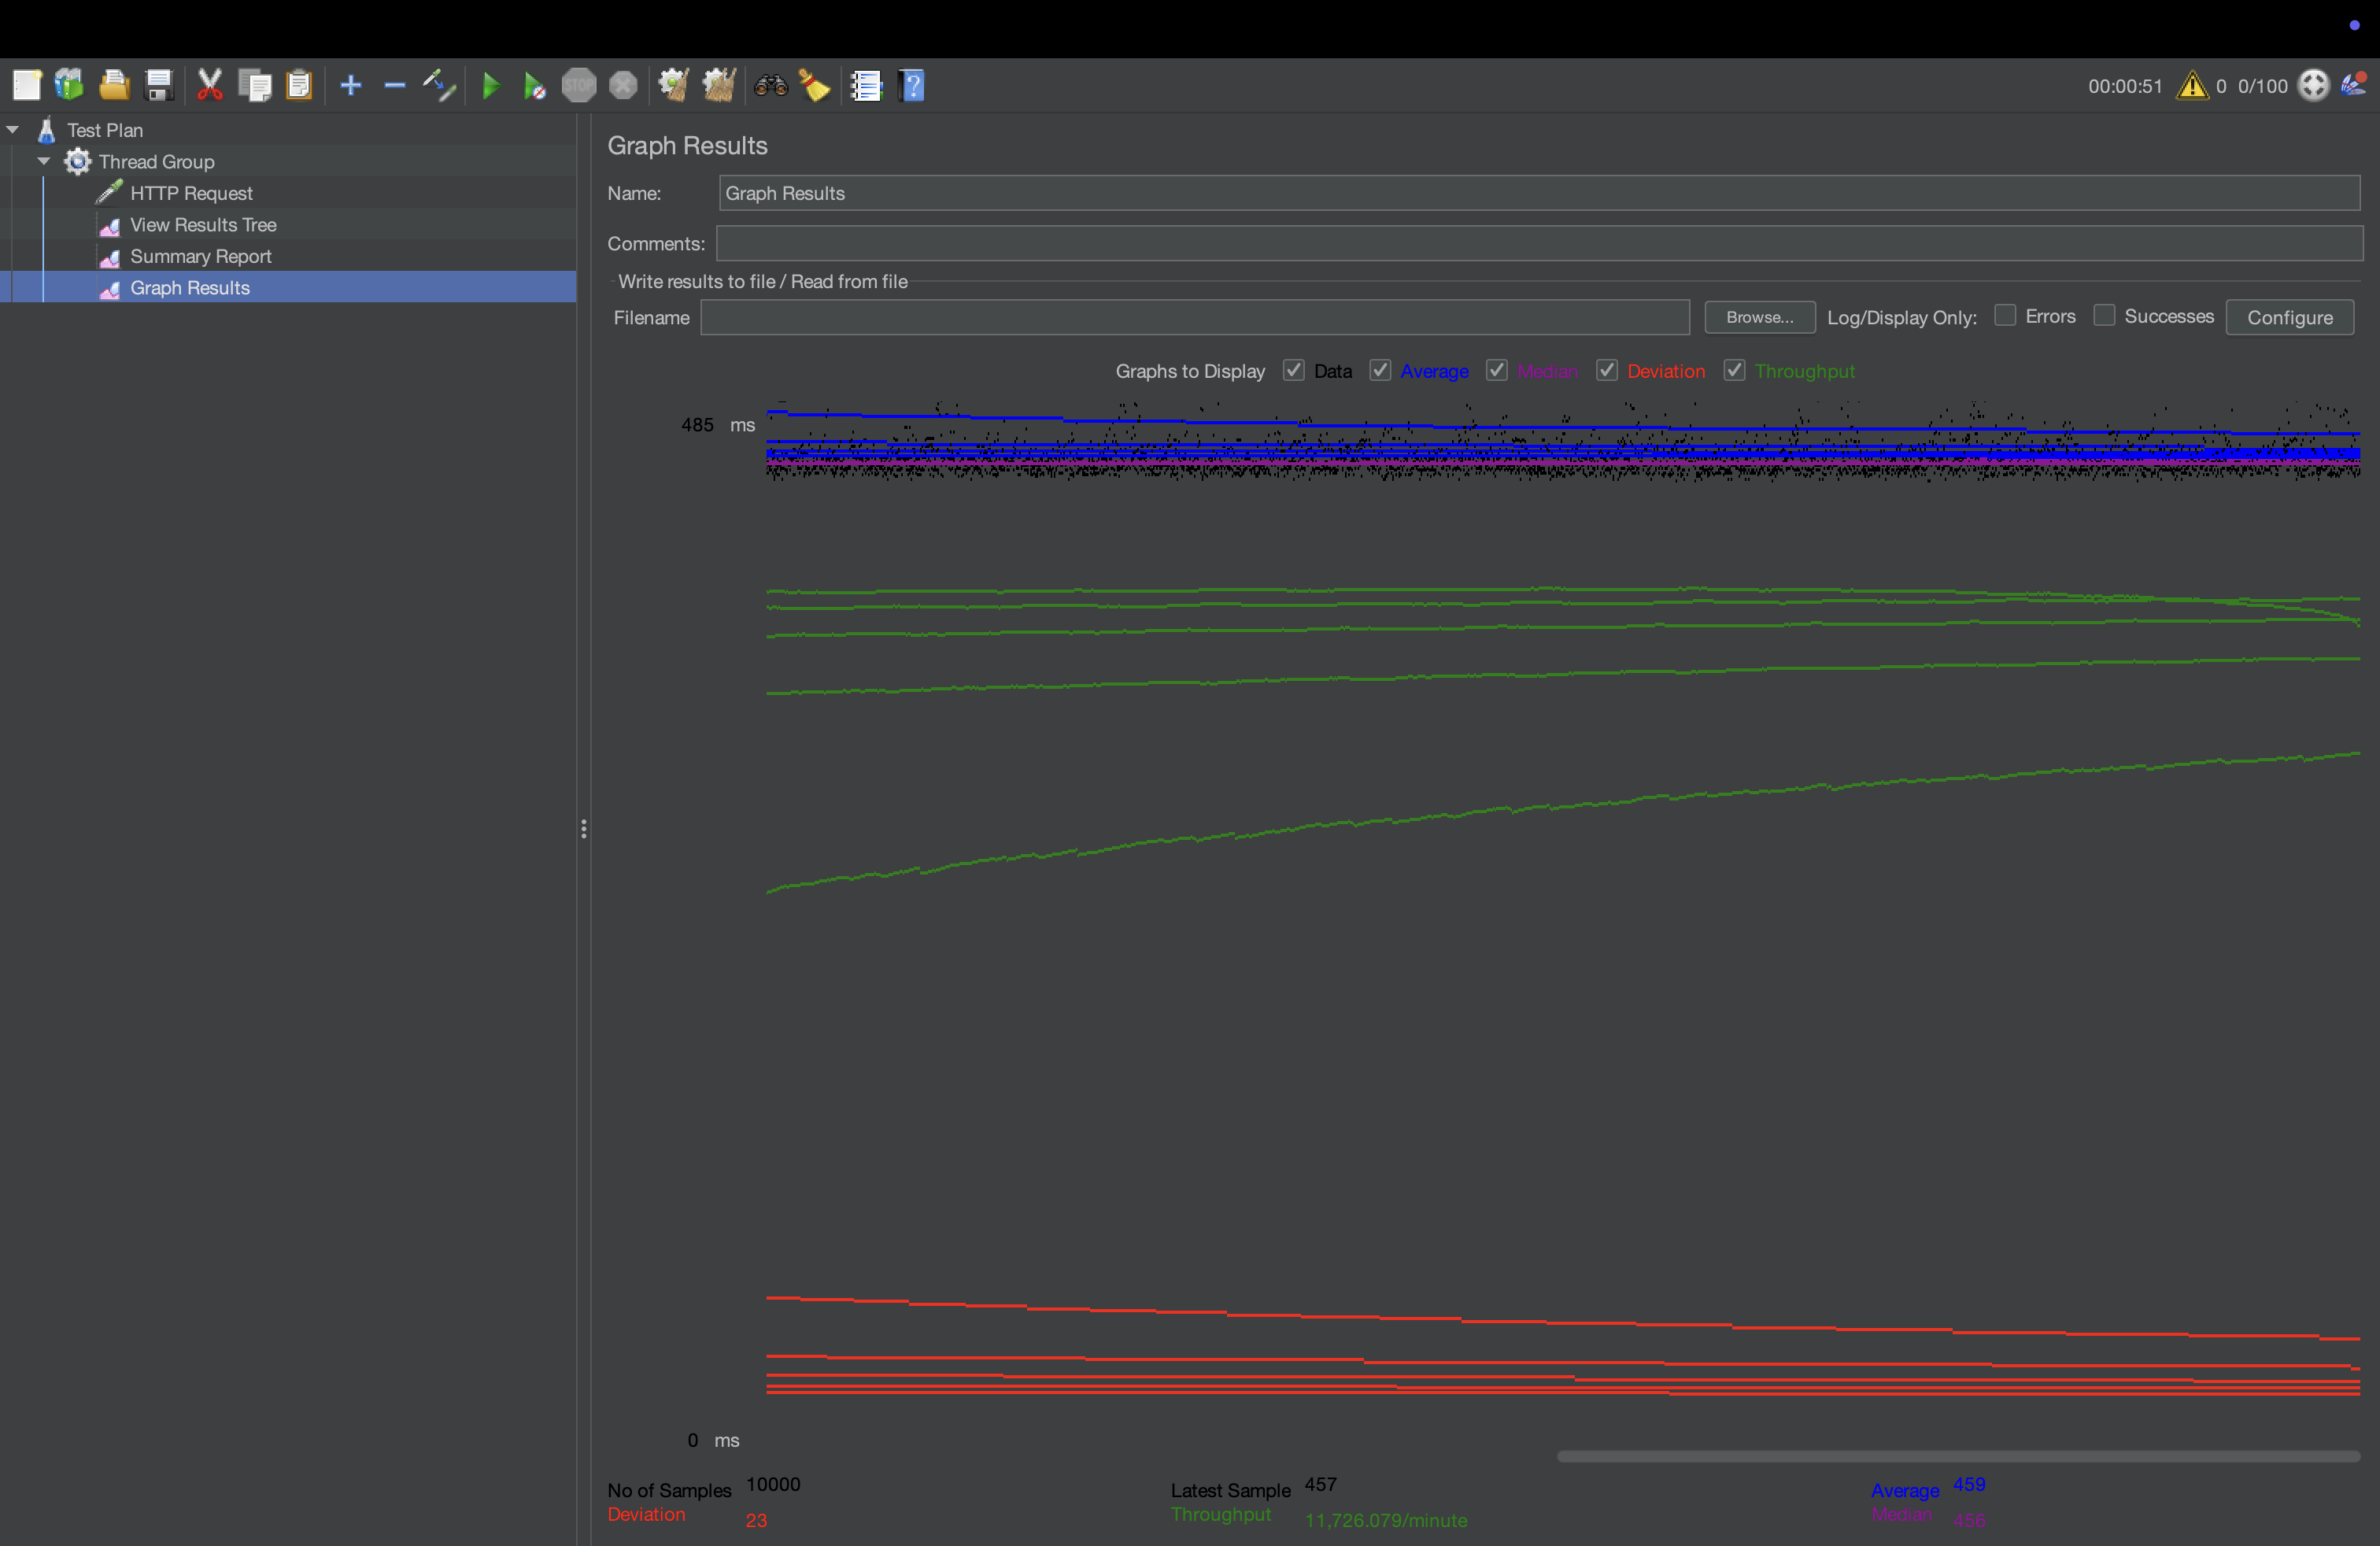 STOP
00:00:51 0 0/100
Test Plan
Thread Group
HTTP Request
View Results Tree
Summary Report
Graph Results
Graph Results
Name: Graph Results
Comments:
Write results to file / Read from file
Filename Browse... Log/Display Only: Errors Successes Configure
Graphs to Display Data Average Median Deviation Throughput
485 ms
0 ms
No of Samples 10000 Latest Sample 457 Average 459
Deviation 23 Throughput 11,726.079/minute Median 456